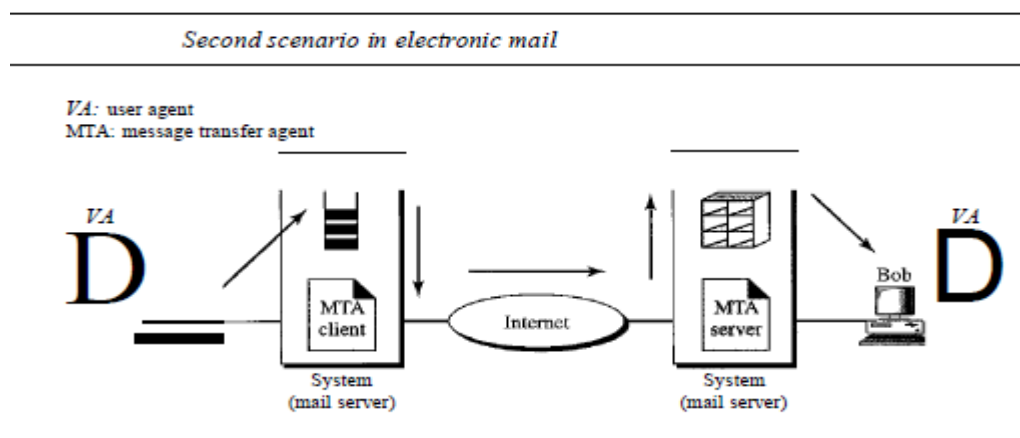 Second scenario in electronic mail
VA: user agent
MTA: message transfer agent
VA
D
MTA
client
System
(mail server)
Internet
MTA
server
System
(mail server)
Bob
VA
D